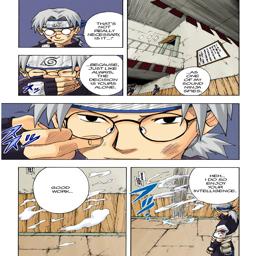 THAT'S
NOT
REALLY
NECESSARY,
IS IT...?
...BECAUSE,
JUST LIKE
ALWAYS,
THE
DECISION
IS YOURS
ALONE.
ONE
OF MY
SOUND
NINJA
SPIES.
GOOD
WORK...
HEH...
I DO SO
ENJOY
YOUR
INTELLIGENCE.